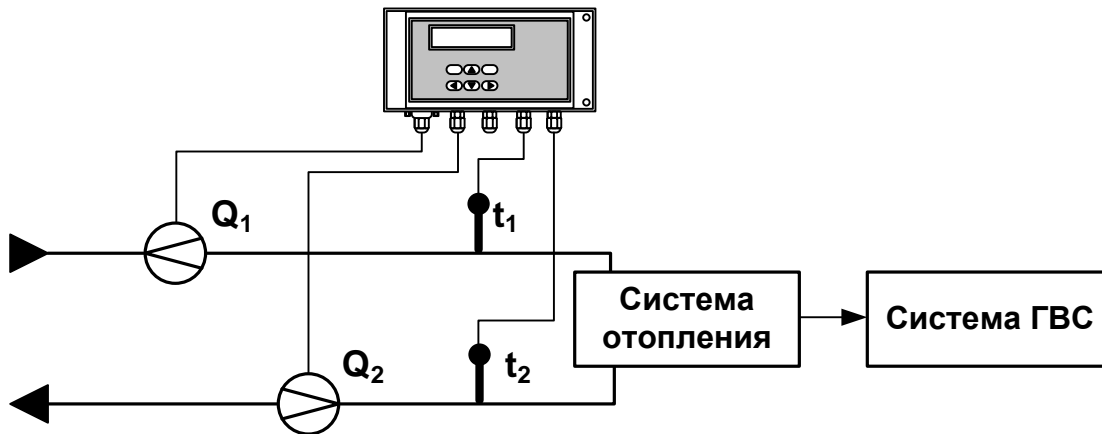 Q1
t1
Система
отопления
Система ГВС
Q2
t2